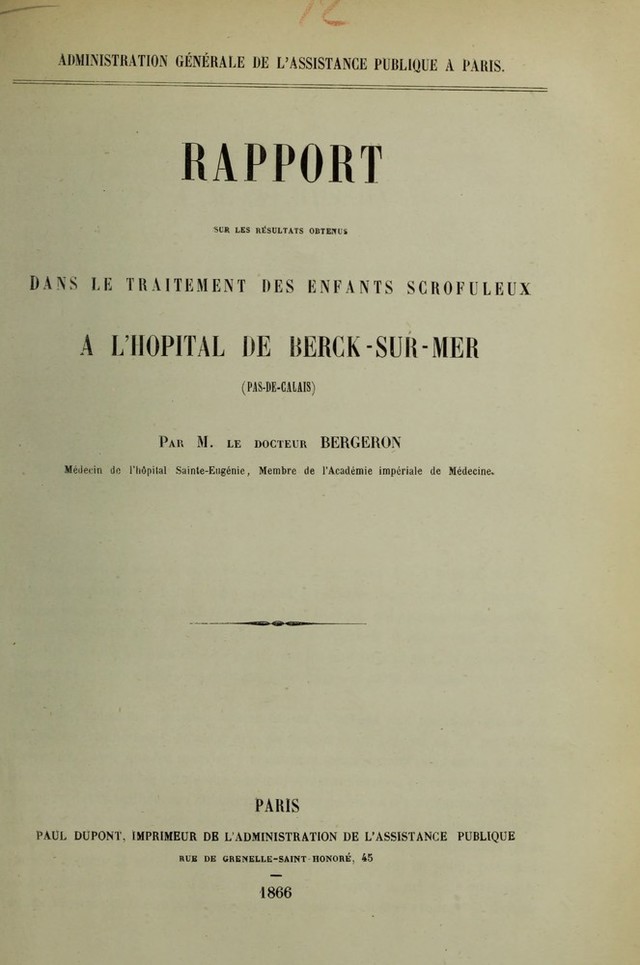 12
ADMINISTRATION GÉNÉRALE DE L'ASSISTANCE PUBLIQUE A PARIS.
RAPPORT
SUR LES RÉSULTATS OBTENUS
DANS LE TRAITEMENT DES ENFANTS SCROFULEUX
A L'HOPITAL DE BERCK-SUR-MER
(PAS-DE-CALAIS)
PAR M. LE DOCTEUR BERGERON
Médecin de l'hôpital Sainte-Eugénie, Membre de l'Académie impériale de Médecine.
PARIS
PAUL DUPONT, IMPRIMEUR DE L'ADMINISTRATION DE L'ASSISTANCE PUBLIQUE
RUE DE GRENELLE-SAINT-HONORÉ, 45
1866